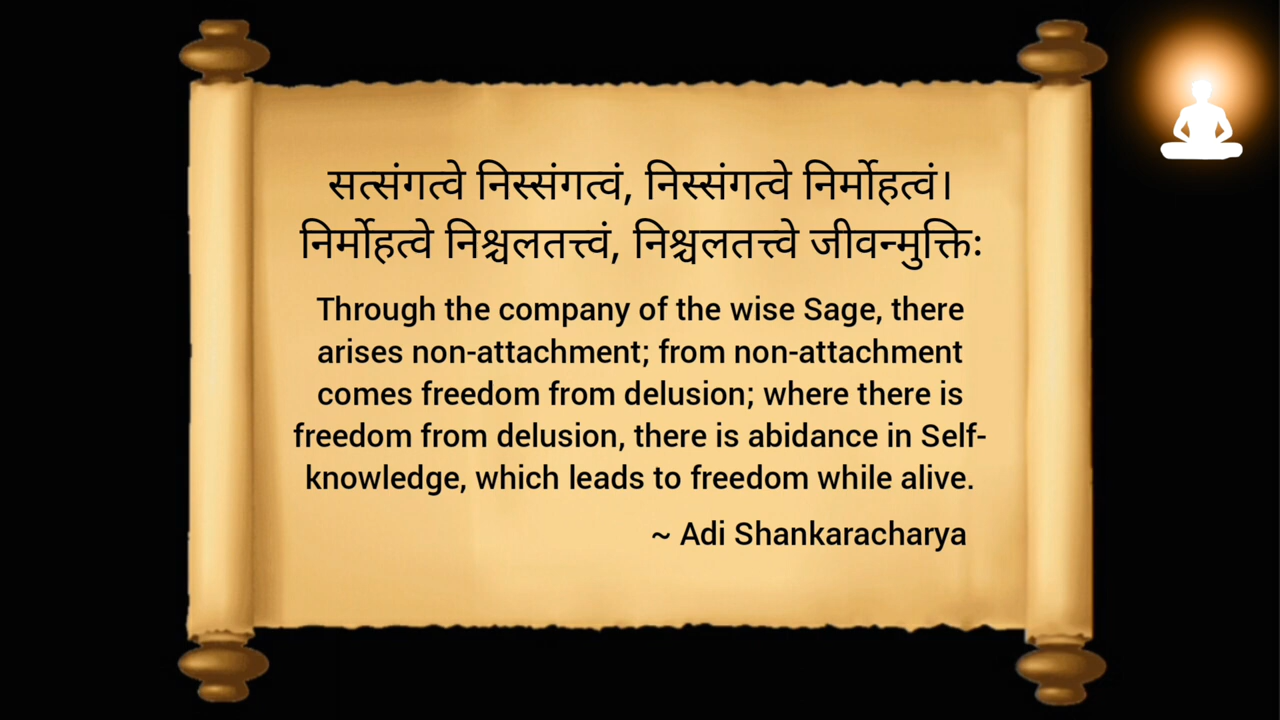 सत्संगत्वे निस्संगत्वं, निस्संगत्वे निर्मोहत्वं।
निर्मोहत्वे निश्चलतत्त्वं, निश्चलतत्त्वे जीवन्मुक्तिः
Through the company of the wise Sage, there
arises non-attachment; from non-attachment
comes freedom from delusion; where there is
freedom from delusion, there is abidance in Self-
knowledge, which leads to freedom while alive.
~ Adi Shankaracharya